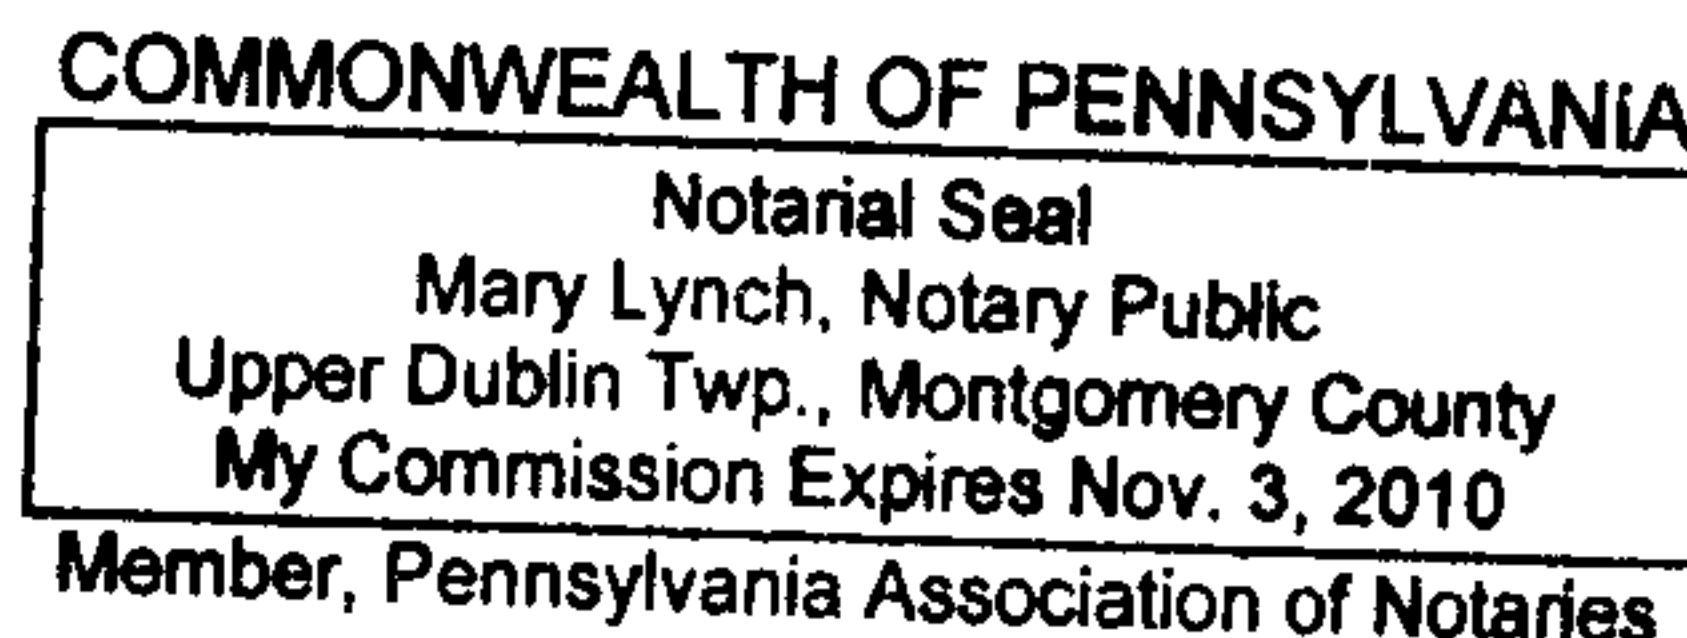 COMMONWEALTH OF PENNSYLVANIA
Notarial Seal
Mary Lynch, Notary Public
Upper Dublin Twp., Montgomery County
My Commission Expires Nov. 3, 2010
Member, Pennsylvania Association of Notaries